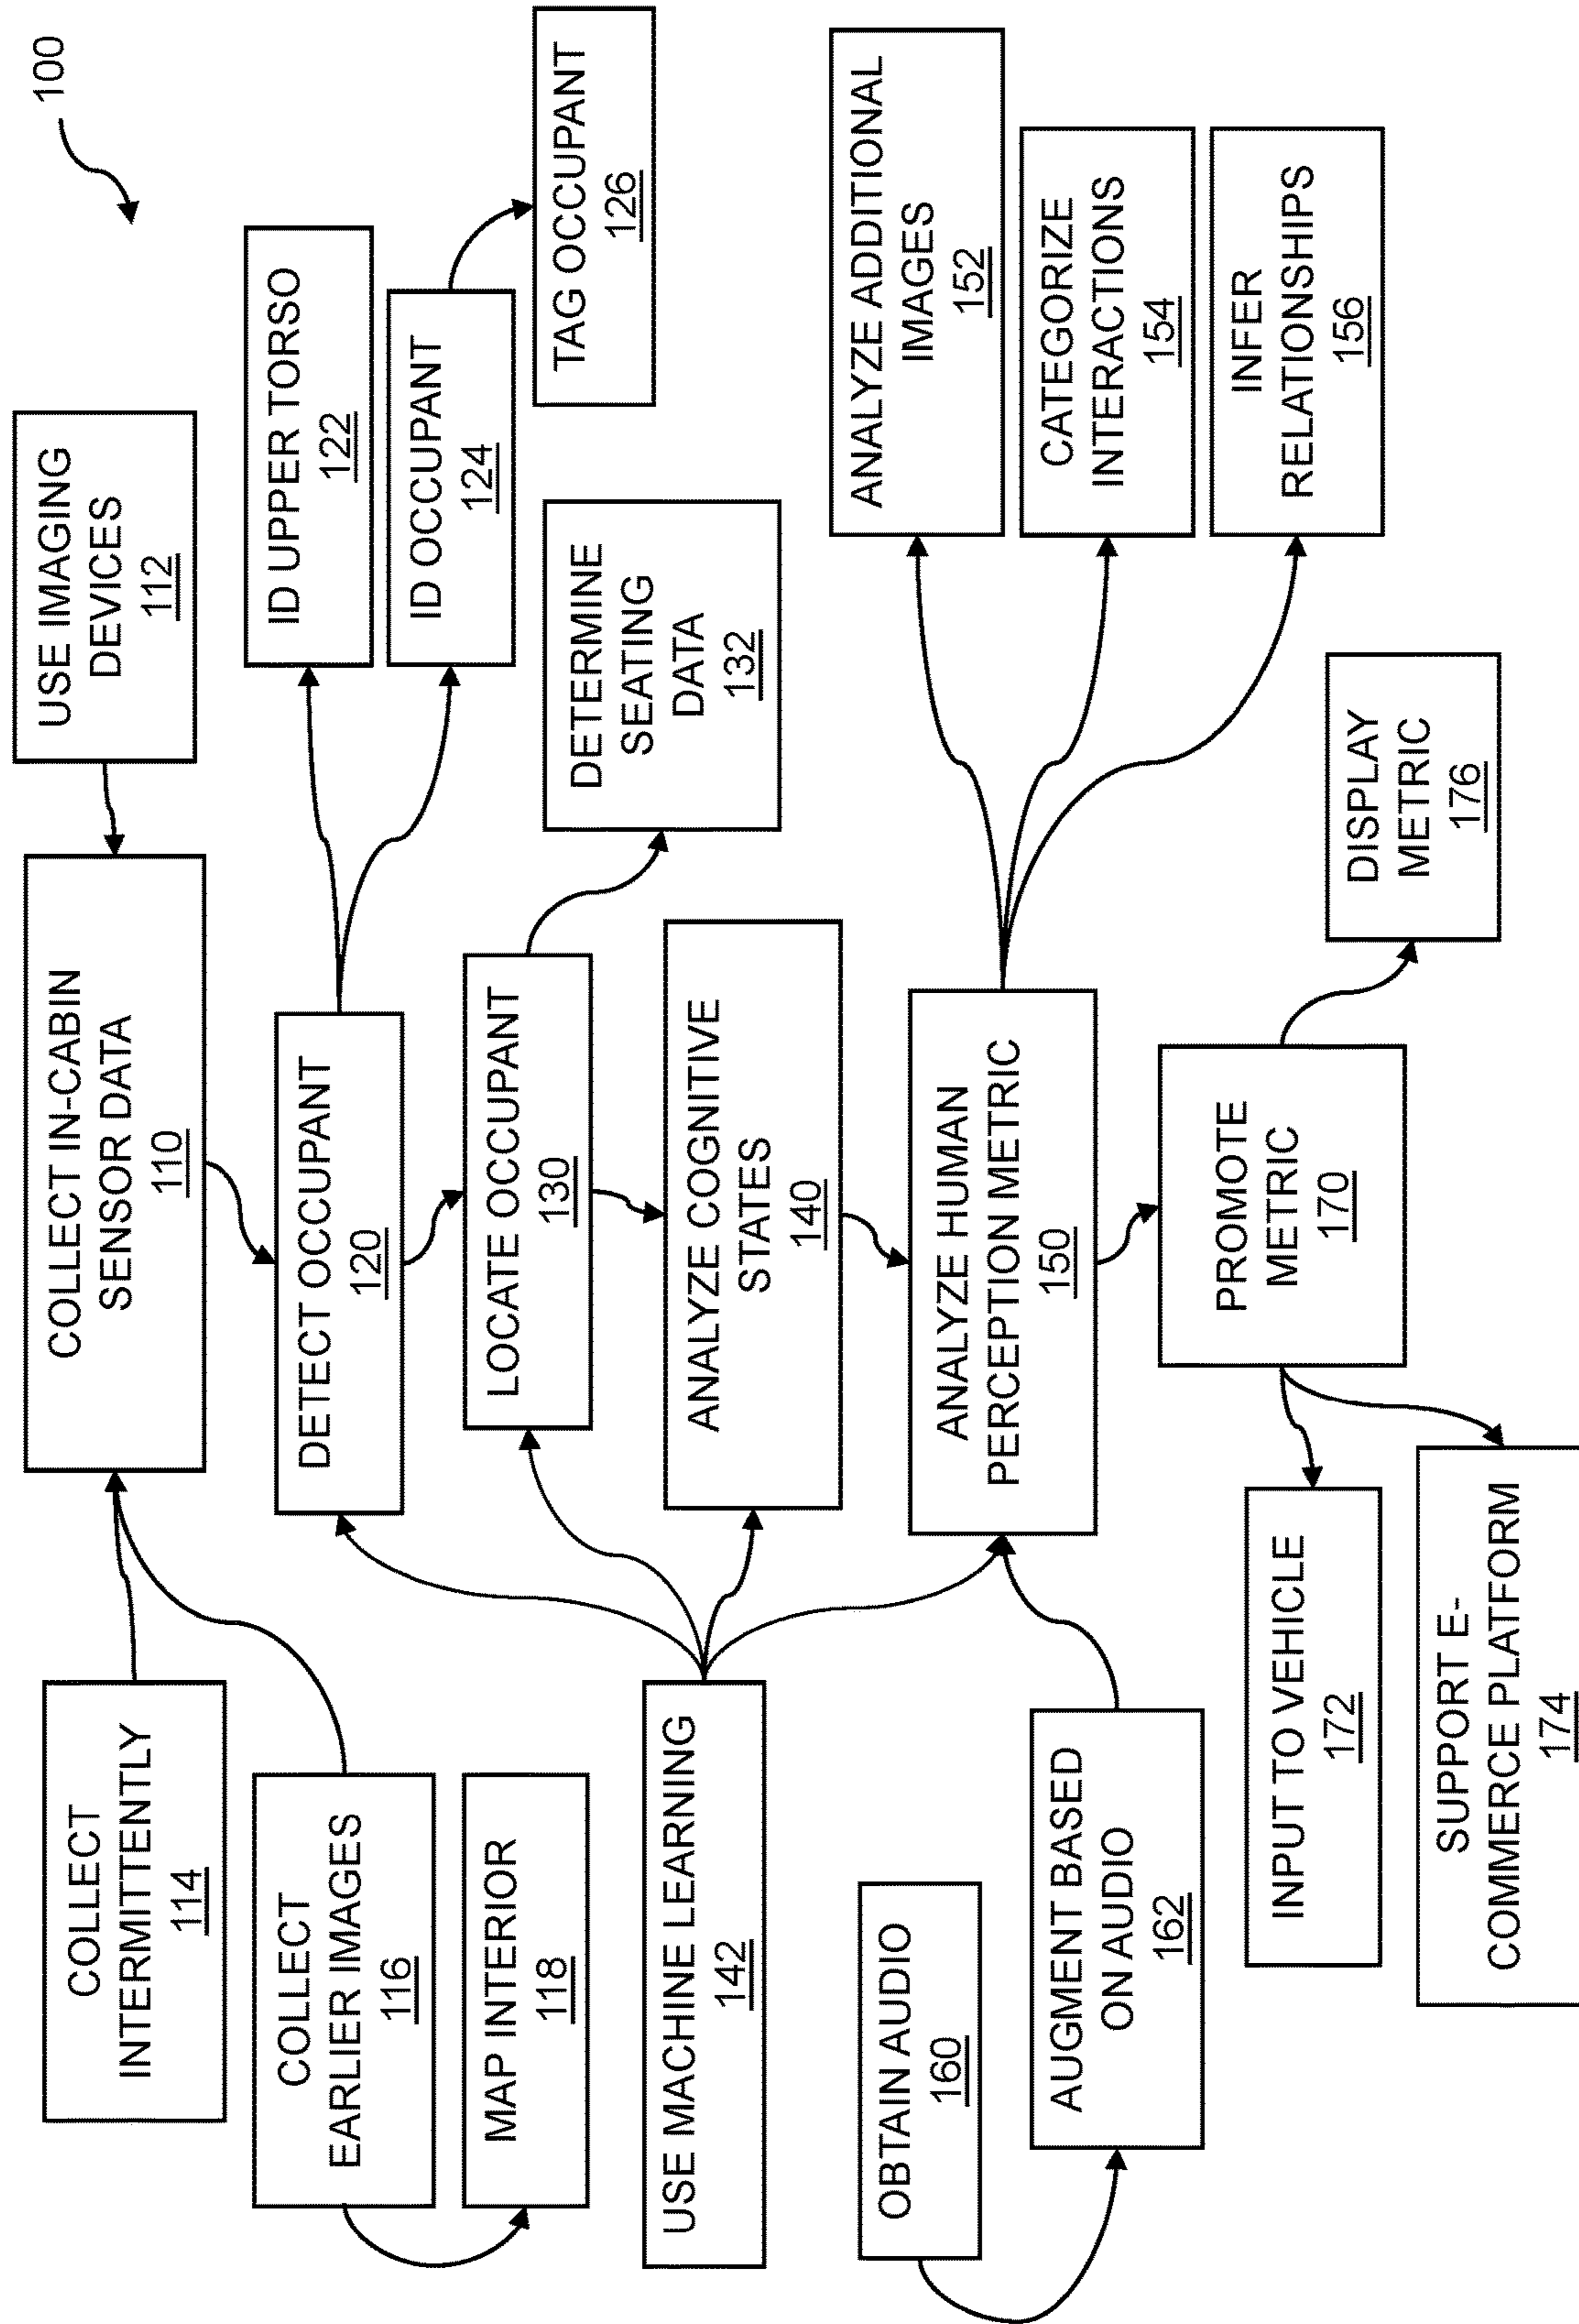 100
USE IMAGING
DEVICES
112
COLLECT IN-CABIN
SENSOR DATA
110
COLLECT
INTERMITTENTLY
114
COLLECT
EARLIER IMAGES
116
MAP INTERIOR
118
DETECT OCCUPANT
120
ID UPPER TORSO
122
ID OCCUPANT
124
TAG OCCUPANT
126
LOCATE OCCUPANT
130
DETERMINE
SEATING
DATA
132
USE MACHINE LEARNING
142
ANALYZE COGNITIVE
STATES
140
ANALYZE HUMAN
PERCEPTION METRIC
150
ANALYZE ADDITIONAL
IMAGES
152
CATEGORIZE
INTERACTIONS
154
INFER
RELATIONSHIPS
156
OBTAIN AUDIO
160
AUGMENT BASED
ON AUDIO
162
PROMOTE
METRIC
170
INPUT TO VEHICLE
172
SUPPORT E-
COMMERCE PLATFORM
174
DISPLAY
METRIC
176